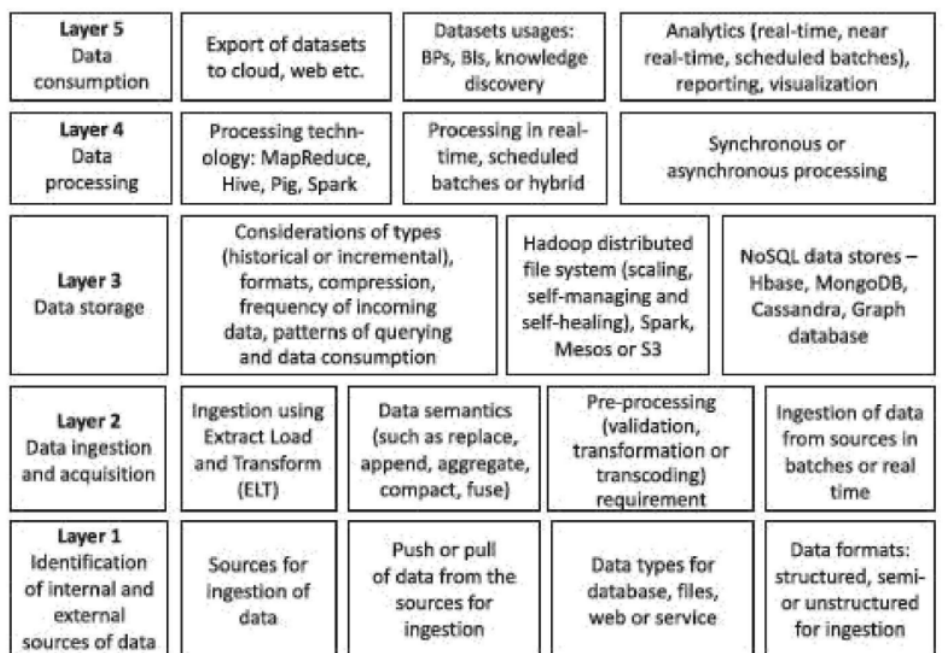 Layer 5
Data
consumption
Export of datasets
to cloud, web etc.
Datasets usages:
BPs, BIs, knowledge
discovery
Analytics (real-time, near
real-time, scheduled batches),
reporting, visualization
Layer 4
Data
processing
Processing techn-
ology: MapReduce,
Hive, Pig, Spark
Processing in real-
time, scheduled
batches or hybrid
Synchronous or
asynchronous processing
Layer 3
Data storage
Considerations of types
(historical or incremental),
formats, compression,
frequency of incoming
data, patterns of querying
and data consumption
Hadoop distributed
file system (scaling,
self-managing and
self-healing), Spark,
Mesos or S3
NoSQL data stores –
Hbase, MongoDB,
Cassandra, Graph
database
Layer 2
Data ingestion
and acquisition
Ingestion using
Extract Load
and Transform
(ELT)
Data semantics
(such as replace,
append, aggregate,
compact, fuse)
Pre-processing
(validation,
transformation or
transcoding)
requirement
Ingestion of data
from sources in
batches or real
time
Layer 1
Identification
of internal and
external
sources of data
Sources for
ingestion of
data
Push or pull
of data from the
sources for
ingestion
Data types for
database, files,
web or service
Data formats:
structured, semi-
or unstructured
for ingestion